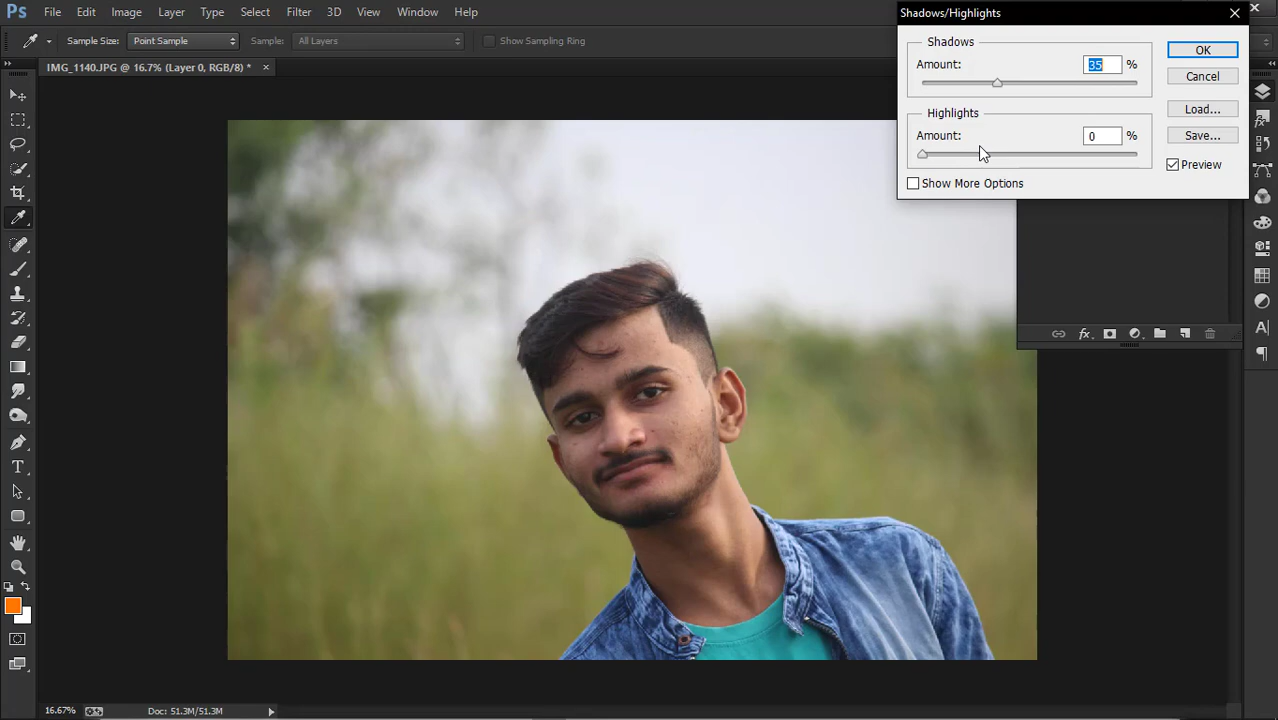 Ps File Edit Image Layer Type Select Filter 3D View Window Help
Shadows/Highlights
Sample Size: Point Sample Sample: All Layers Show Sampling Ring
Shadows
OK
Amount: 35 %
IMG_1140.JPG @ 16.7% (Layer 0, RGB/8) *
Cancel
Load...
Highlights
Amount: 0 %
Save...
Preview
Show More Options
fx
16.67% Doc: 51.3M/51.3M